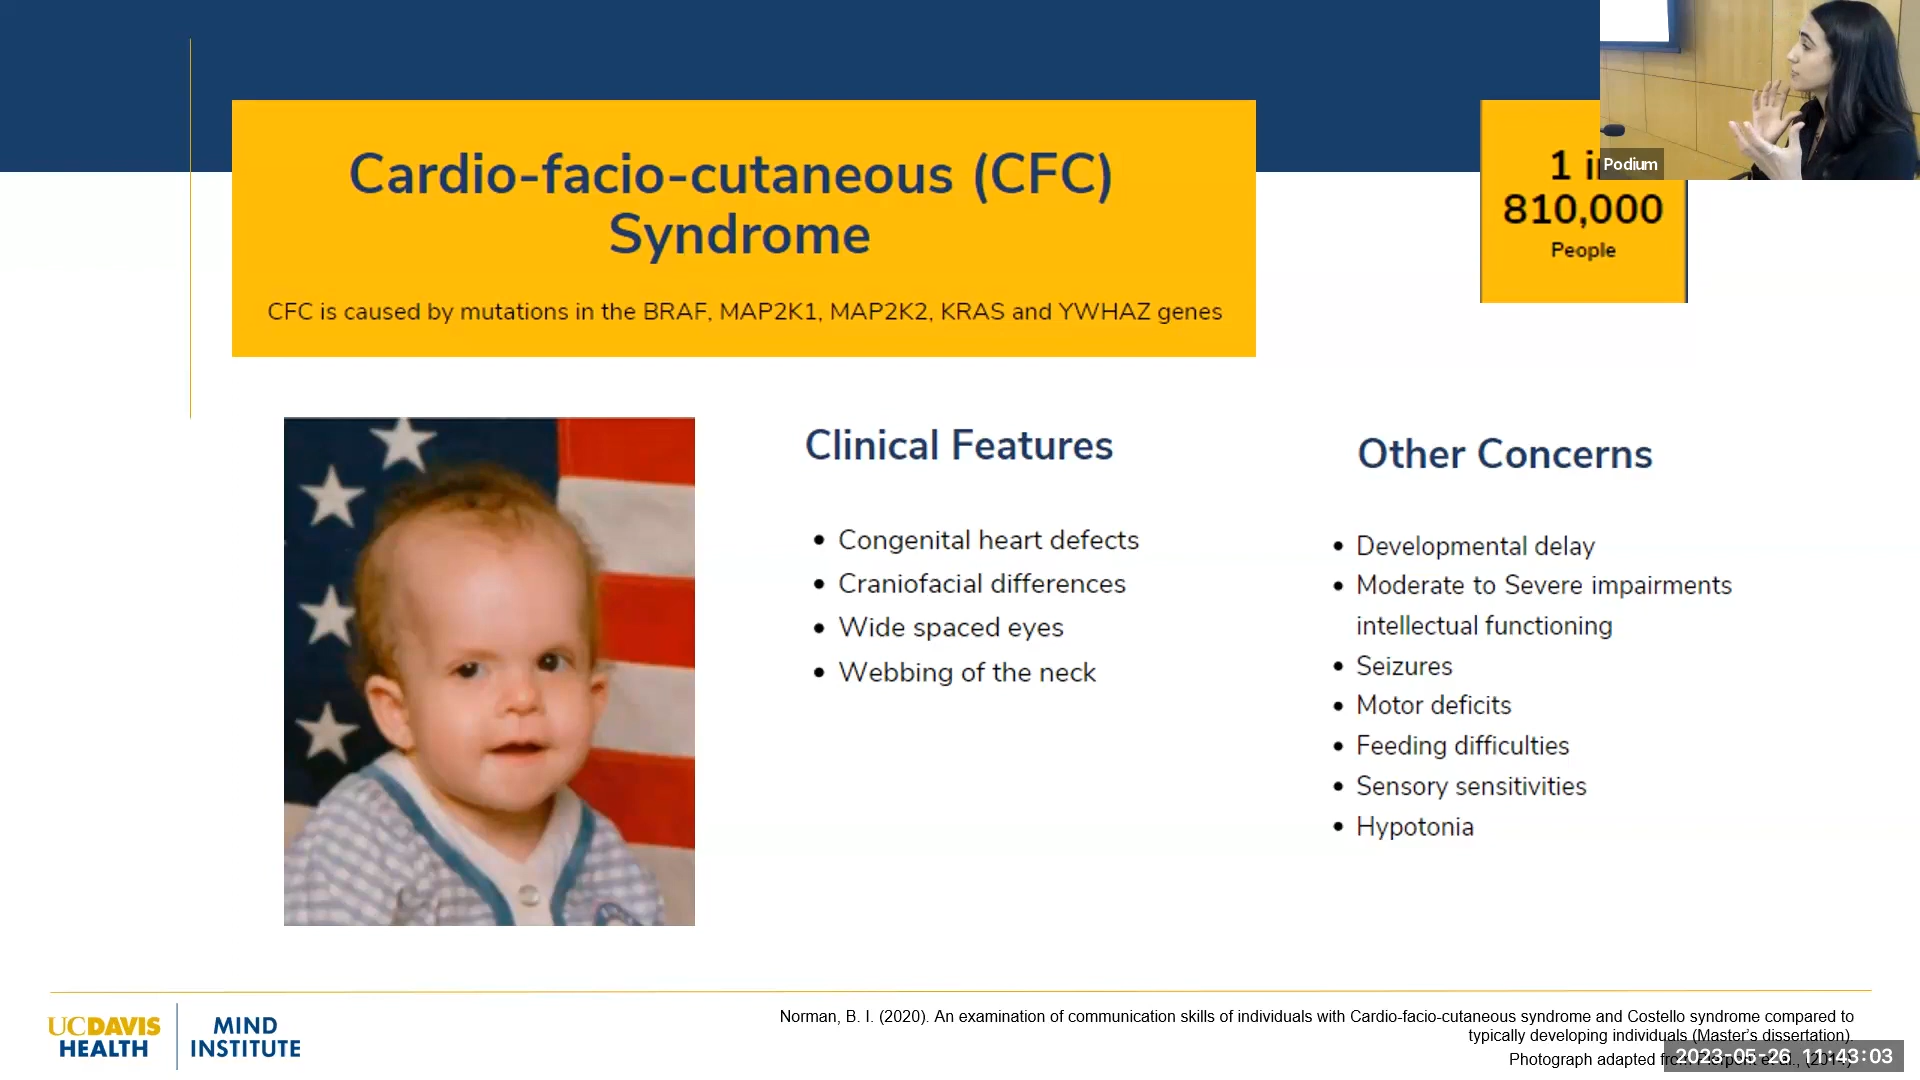 Cardio-facio-cutaneous (CFC)
Syndrome
CFC is caused by mutations in the BRAF, MAP2K1, MAP2K2, KRAS and YWHAZ genes
1 i
810,000
People
Podium
Clinical Features
• Congenital heart defects
• Craniofacial differences
• Wide spaced eyes
• Webbing of the neck
Other Concerns
• Developmental delay
• Moderate to Severe impairments
intellectual functioning
• Seizures
• Motor deficits
• Feeding difficulties
• Sensory sensitivities
• Hypotonia
UCDAVIS
HEALTH
MIND
INSTITUTE
Norman, B. I. (2020). An examination of communication skills of individuals with Cardio-facio-cutaneous syndrome and Costello syndrome compared to
typically developing individuals (Master's dissertation).
Photograph adapted from Pierpont et al.,
2023-05-26 11:43:03